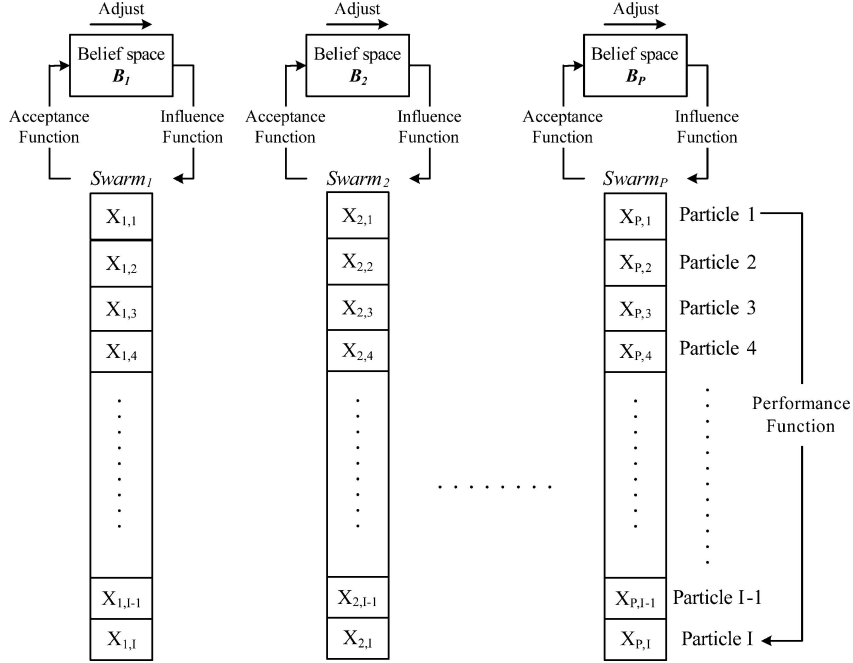 Adjust
Adjust
Adjust
Belief space
B1
Belief space
B2
Belief space
BP
Acceptance
Function
Influence
Function
Acceptance
Function
Influence
Function
Acceptance
Function
Influence
Function
Swarm1
Swarm2
SwarmP
X1,1
X2,1
XP,1
Particle 1
X1,2
X2,2
XP,2
Particle 2
X1,3
X2,3
XP,3
Particle 3
X1,4
X2,4
XP,4
Particle 4
Performance
Function
X1,I-1
X2,I-1
XP,I-1
Particle I-1
X1,I
X2,I
XP,I
Particle I